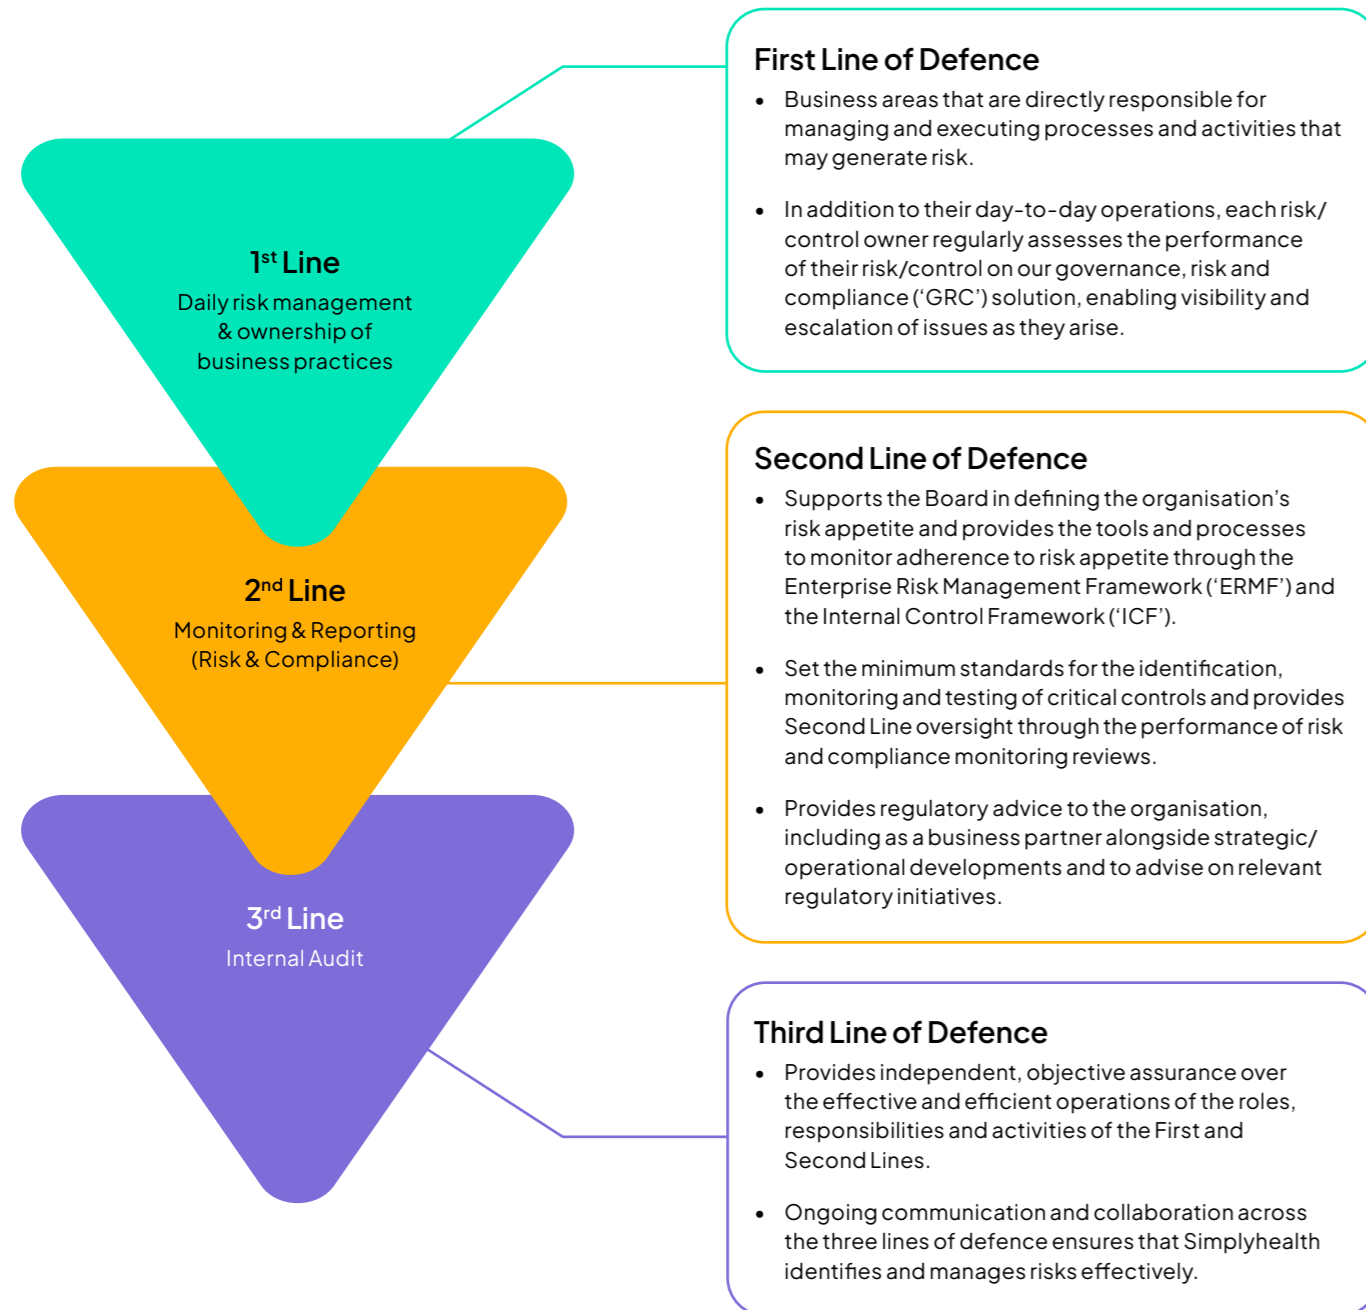 First Line of Defence
• Business areas that are directly responsible for
managing and executing processes and activities that
may generate risk.
• In addition to their day-to-day operations, each risk/
control owner regularly assesses the performance
of their risk/control on our governance, risk and
compliance (‘GRC’) solution, enabling visibility and
escalation of issues as they arise.
1st Line
Daily risk management
& ownership of
business practices
Second Line of Defence
• Supports the Board in defining the organisation’s
risk appetite and provides the tools and processes
to monitor adherence to risk appetite through the
Enterprise Risk Management Framework (‘ERMF’) and
the Internal Control Framework (‘ICF’).
• Set the minimum standards for the identification,
monitoring and testing of critical controls and provides
Second Line oversight through the performance of risk
and compliance monitoring reviews.
• Provides regulatory advice to the organisation,
including as a business partner alongside strategic/
operational developments and to advise on relevant
regulatory initiatives.
2nd Line
Monitoring & Reporting
(Risk & Compliance)
3rd Line
Internal Audit
Third Line of Defence
• Provides independent, objective assurance over
the effective and efficient operations of the roles,
responsibilities and activities of the First and
Second Lines.
• Ongoing communication and collaboration across
the three lines of defence ensures that Simplyhealth
identifies and manages risks effectively.